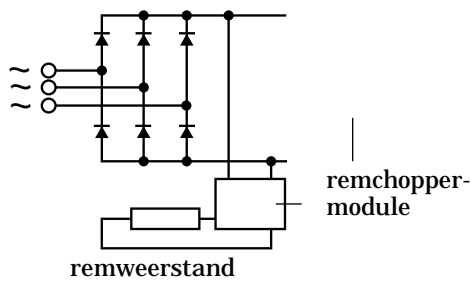 ~
~
~
remchopper-
module
remweerstand